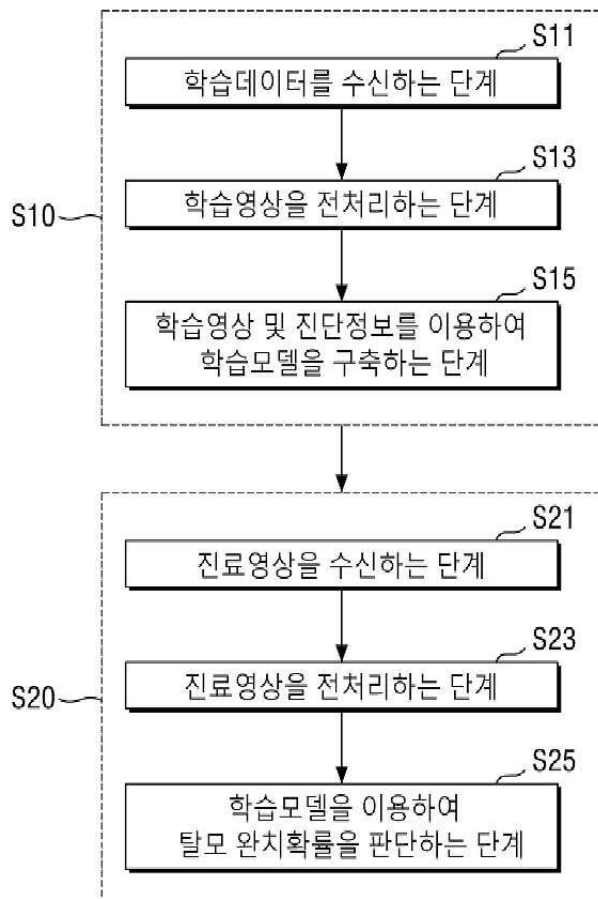 S11
학습데이터를 수신하는 단계
S13
학습영상을 전처리하는 단계
S10
S15
학습영상 및 진단정보를 이용하여
학습모델을 구축하는 단계
S21
진료영상을 수신하는 단계
S23
진료영상을 전처리하는 단계
S20
S25
학습모델을 이용하여
탈모 완치확률을 판단하는 단계